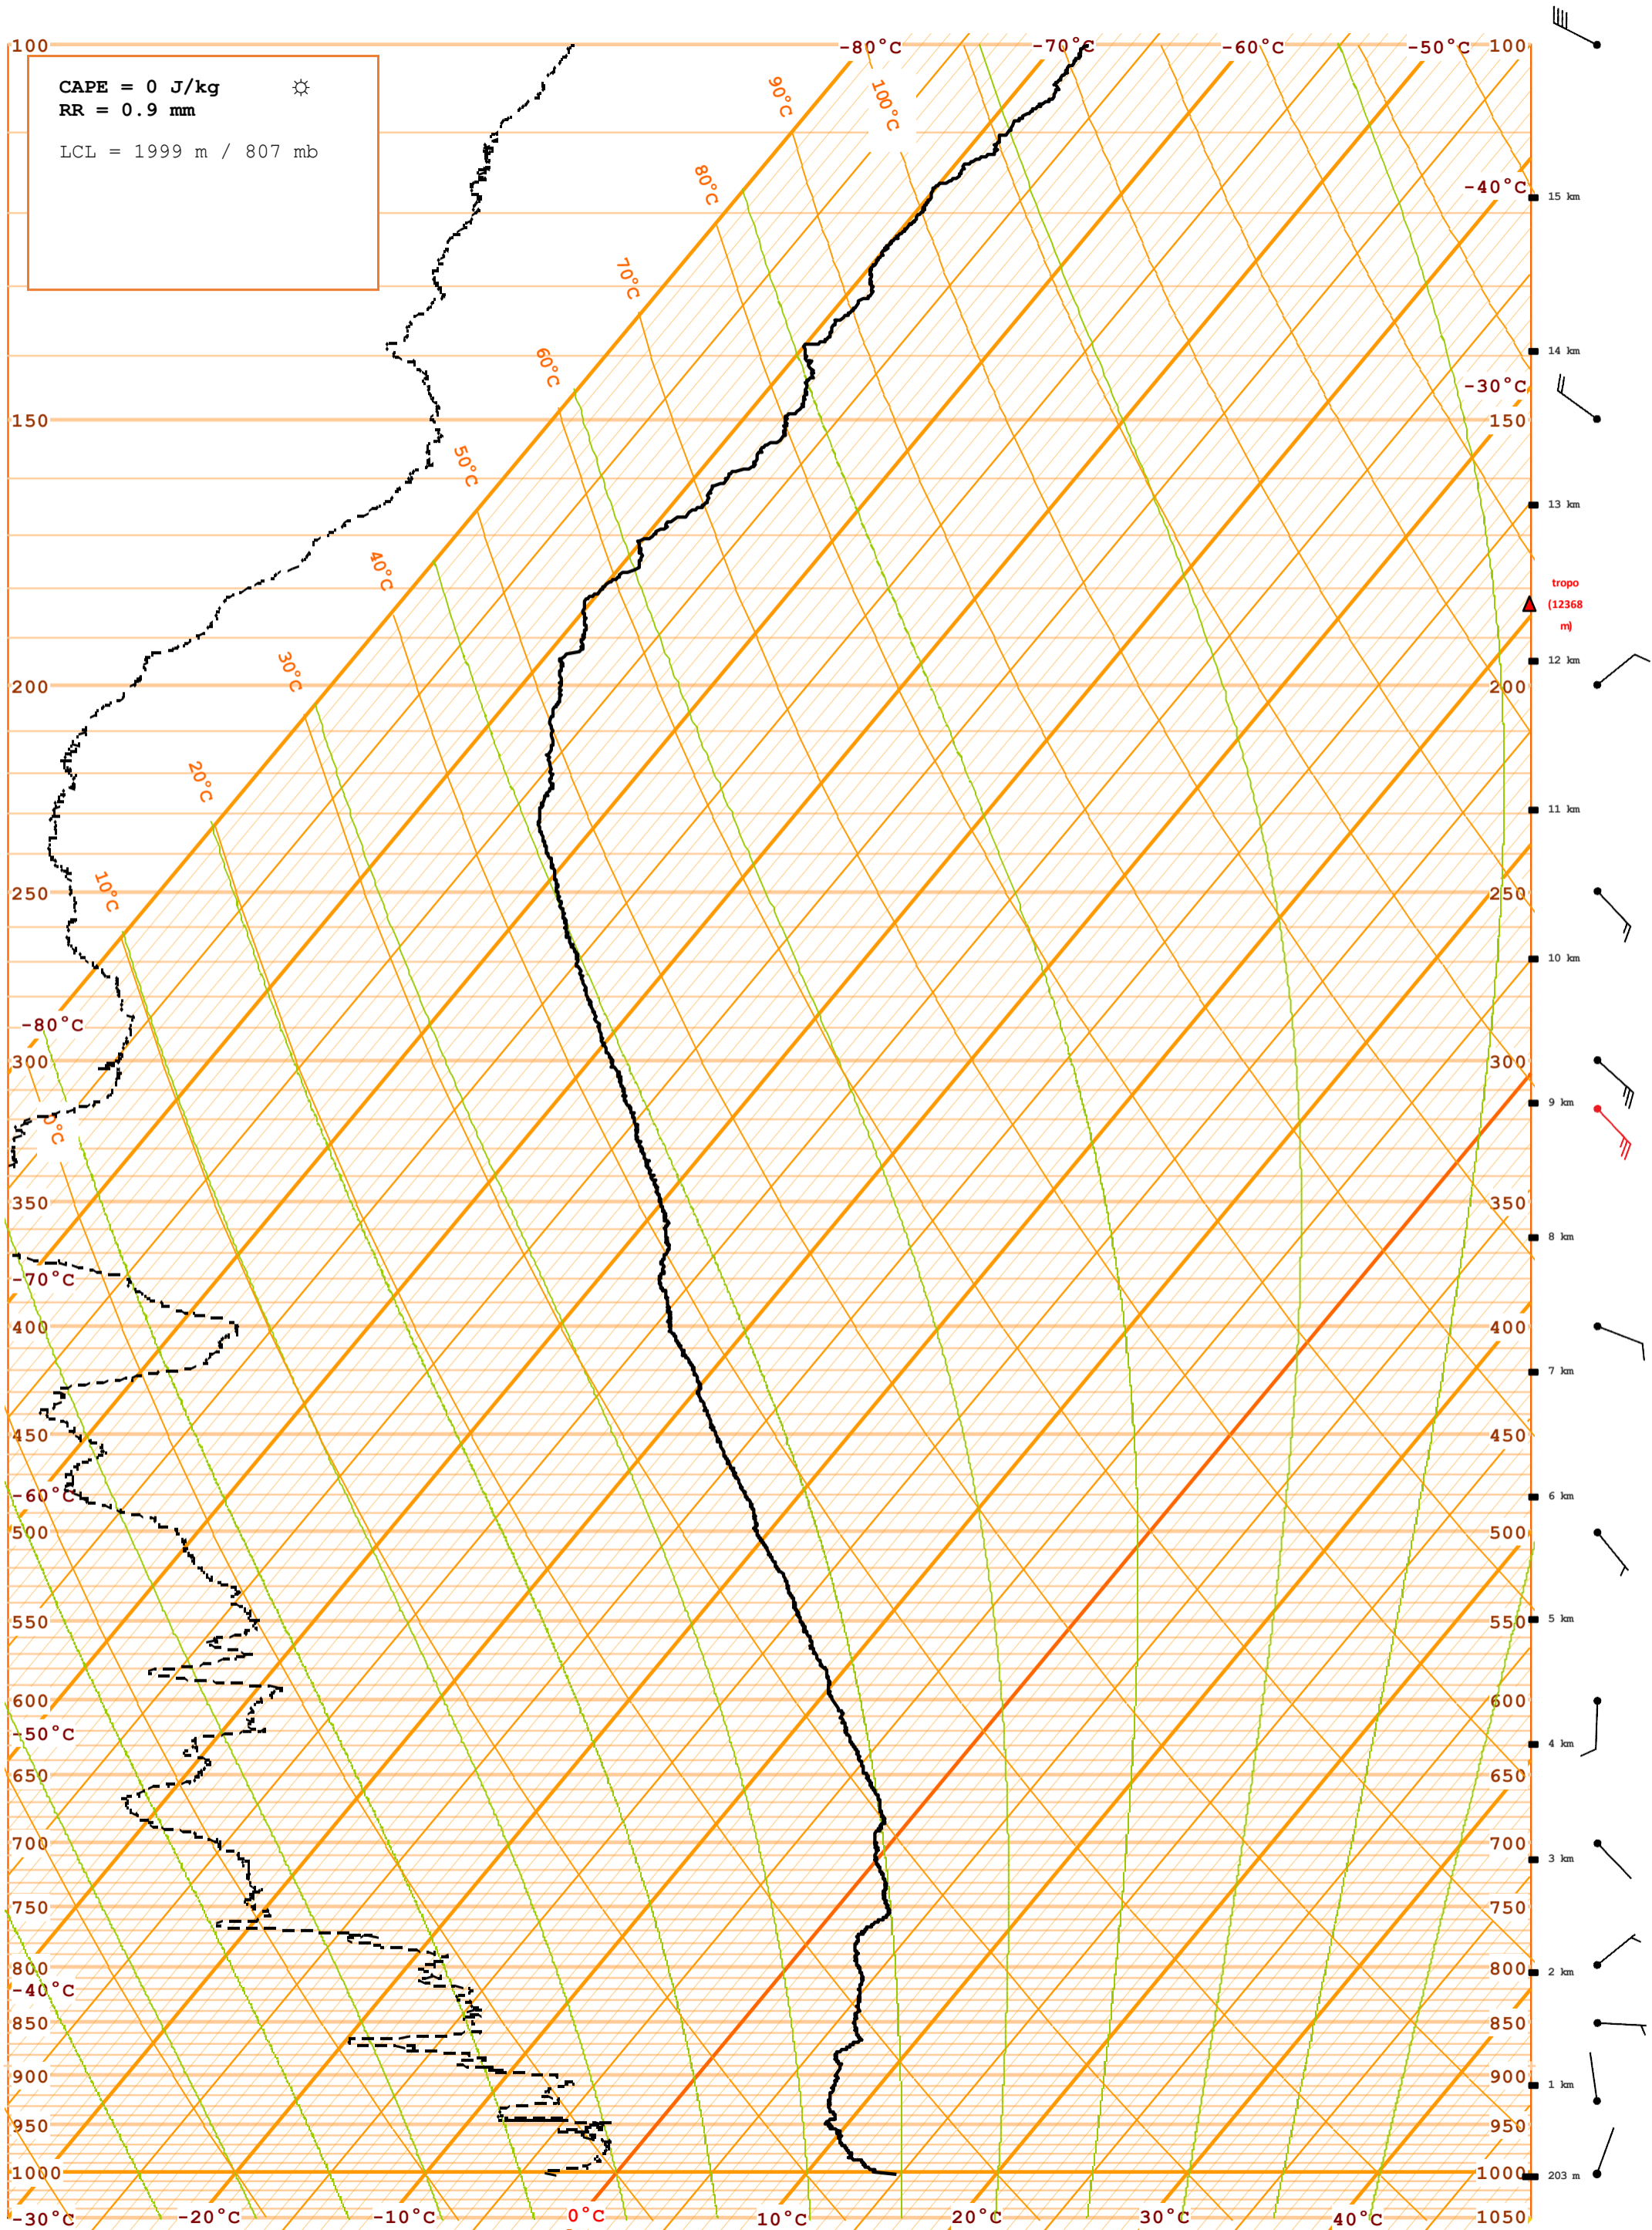 100 -80°C -70°C -60°C -50°C 100
CAPE = 0 J/kg ☼
RR = 0.9 mm
LCL = 1999 m / 807 mb
90°C 100°C
80°C -40°C
15 km
70°C
60°C 14 km
-30°C
150 150
50°C
13 km
40°C tropo
(12368
m)
30°C 12 km
200 200
20°C 11 km
250 250
10°C
10 km
-80°C
300 300
9 km
0°C
350 350
8 km
-70°C
400 400
7 km
450 450
-60°C 6 km
500 500
550 550 5 km
600 600
-50°C 4 km
650 650
700 700
3 km
750 750
800 800 2 km
-40°C
850 850
900 900 1 km
950 950
1000 1000 203 m
-30°C -20°C -10°C 0°C 10°C 20°C 30°C 40°C 1050